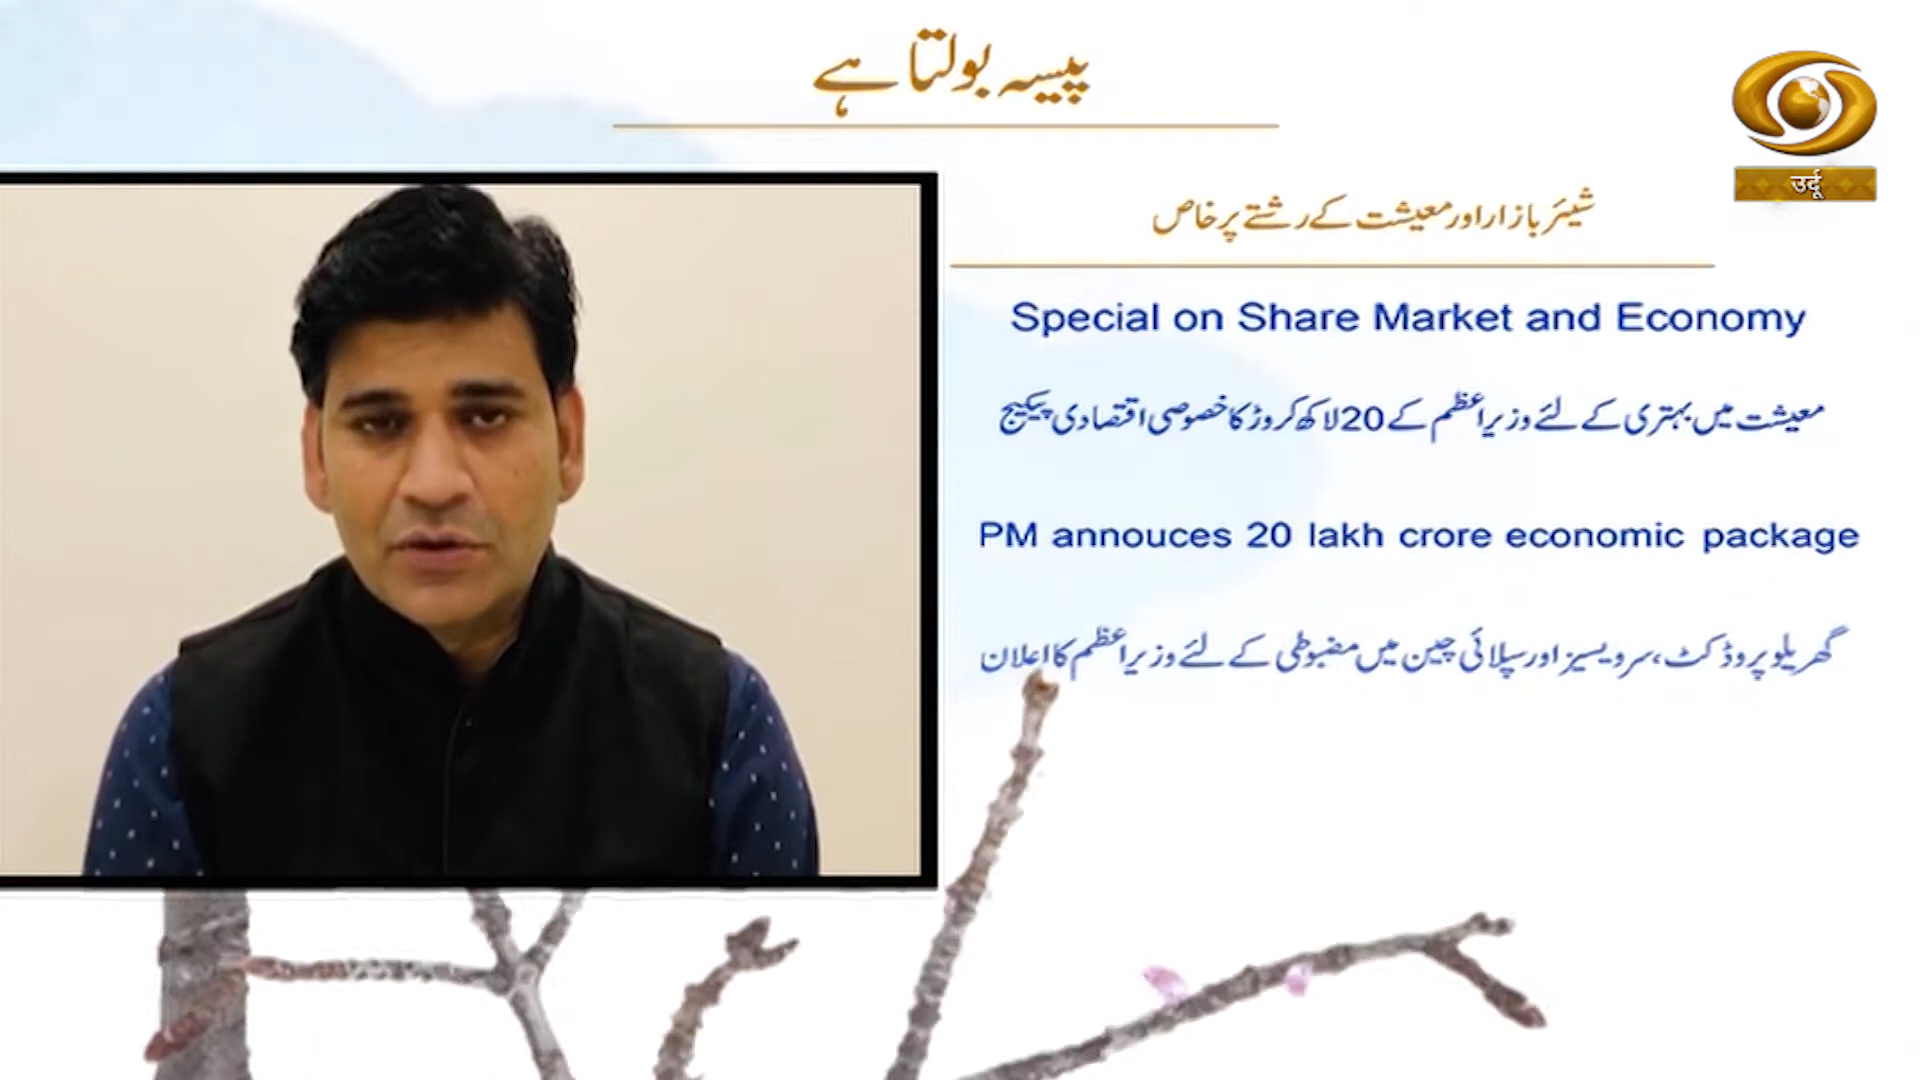 پیسہ بولتا ہے
उर्दू
شیئر بازار اور معیشت کے رشتے پر خاص
Special on Share Market and Economy
معیشت میں بہتری کے لئے وزیراعظم کے 20 لاکھ کروڑ کا خصوصی اقتصادی پیکیج
PM annouces 20 lakh crore economic package
گھریلو پروڈکٹ، سرویسیز اور سپلائی چین میں مضبوطی کے لئے وزیراعظم کا اعلان